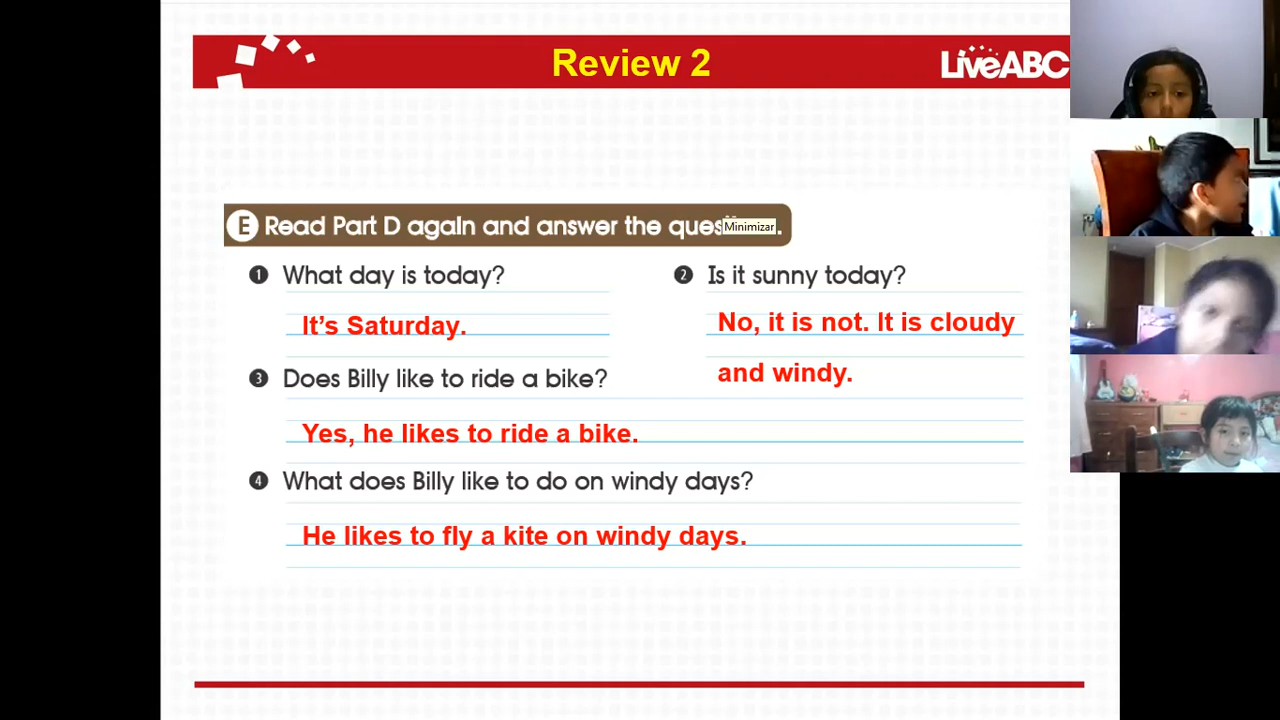 Review 2
LiveABC
E Read Part D again and answer the ques
Minimizar
.
1 What day is today?
It's Saturday.
2 Is it sunny today?
No, it is not. It is cloudy
and windy.
3 Does Billy like to ride a bike?
Yes, he likes to ride a bike.
4 What does Billy like to do on windy days?
He likes to fly a kite on windy days.